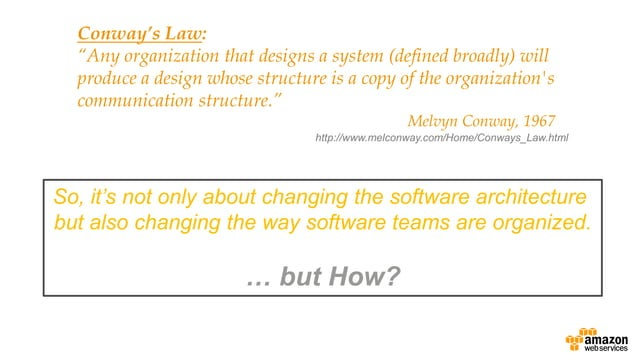 Conway’s Law:
“Any organization that designs a system (defined broadly) will
produce a design whose structure is a copy of the organization's
communication structure.”
Melvyn Conway, 1967
http://www.melconway.com/Home/Conways_Law.html
So, it’s not only about changing the software architecture
but also changing the way software teams are organized.
… but How?
amazon
webservices